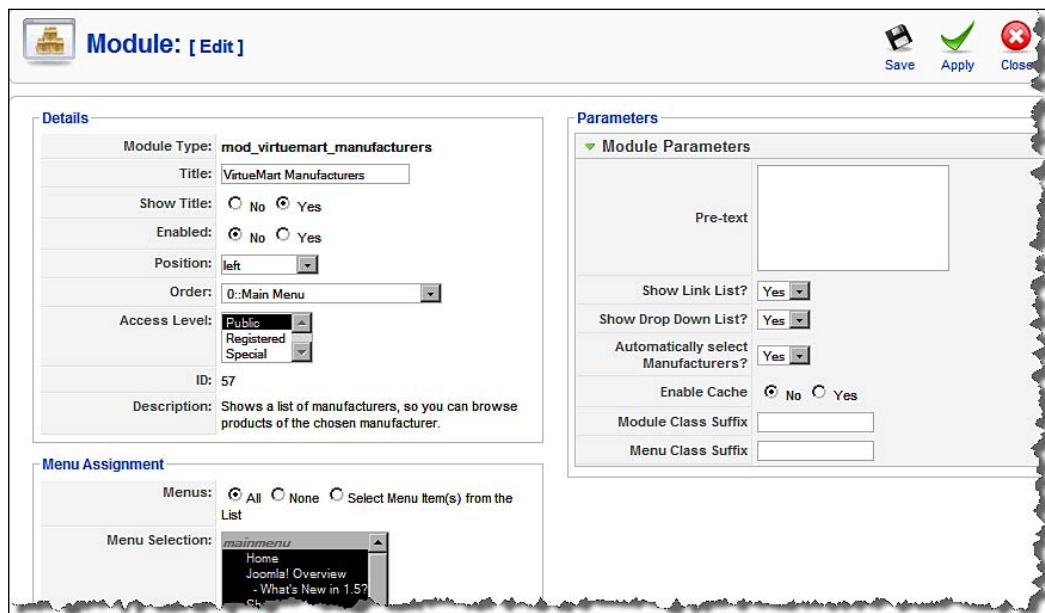 Module: [ Edit ]
Save Apply Close
Details
Module Type: mod_virtuemart_manufacturers
Title: VirtueMart Manufacturers
Show Title: No Yes
Enabled: No Yes
Position: left
Order: 0::Main Menu
Access Level: Public
Registered
Special
ID: 57
Description: Shows a list of manufacturers, so you can browse
products of the chosen manufacturer.
Menu Assignment
Menus: All None Select Menu Item(s) from the
List
Menu Selection: mainmenu
Home
Joomla! Overview
- What's New in 1.5?
Parameters
Module Parameters
Pre-text
Show Link List? Yes
Show Drop Down List? Yes
Automatically select
Manufacturers? Yes
Enable Cache No Yes
Module Class Suffix
Menu Class Suffix